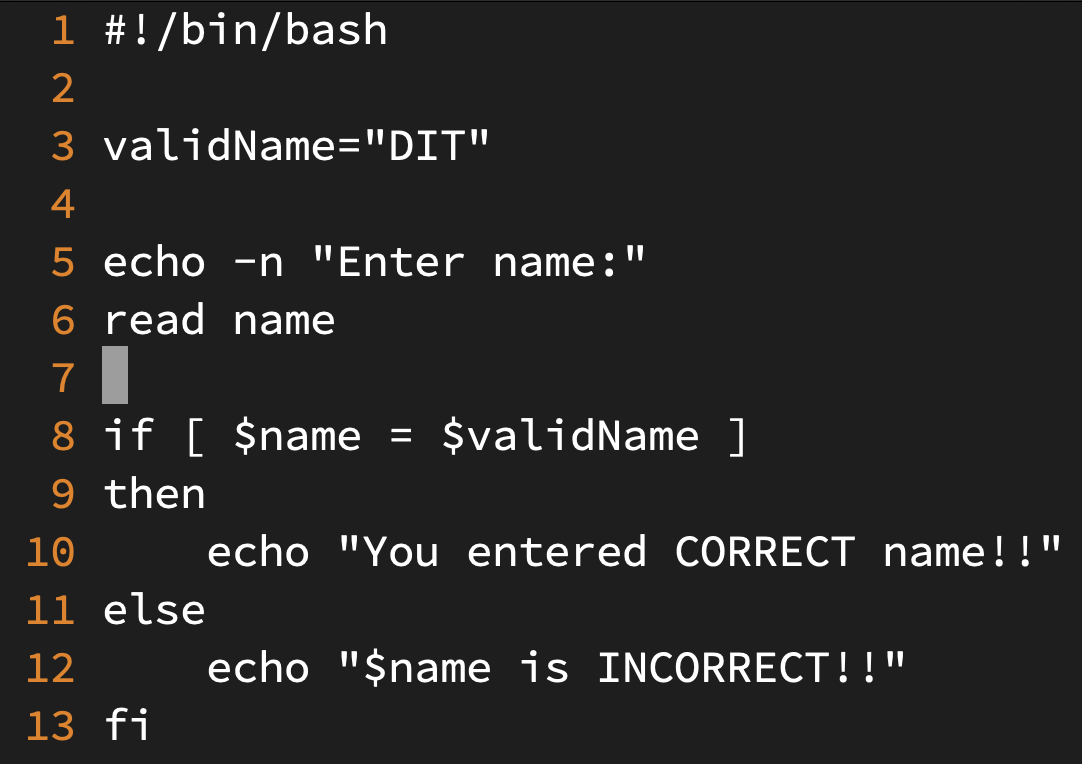 1 #!/bin/bash
2
3 validName="DIT"
4
5 echo -n "Enter name:"
6 read name
7
8 if [ $name = $validName ]
9 then
10     echo "You entered CORRECT name!!"
11 else
12     echo "$name is INCORRECT!!"
13 fi